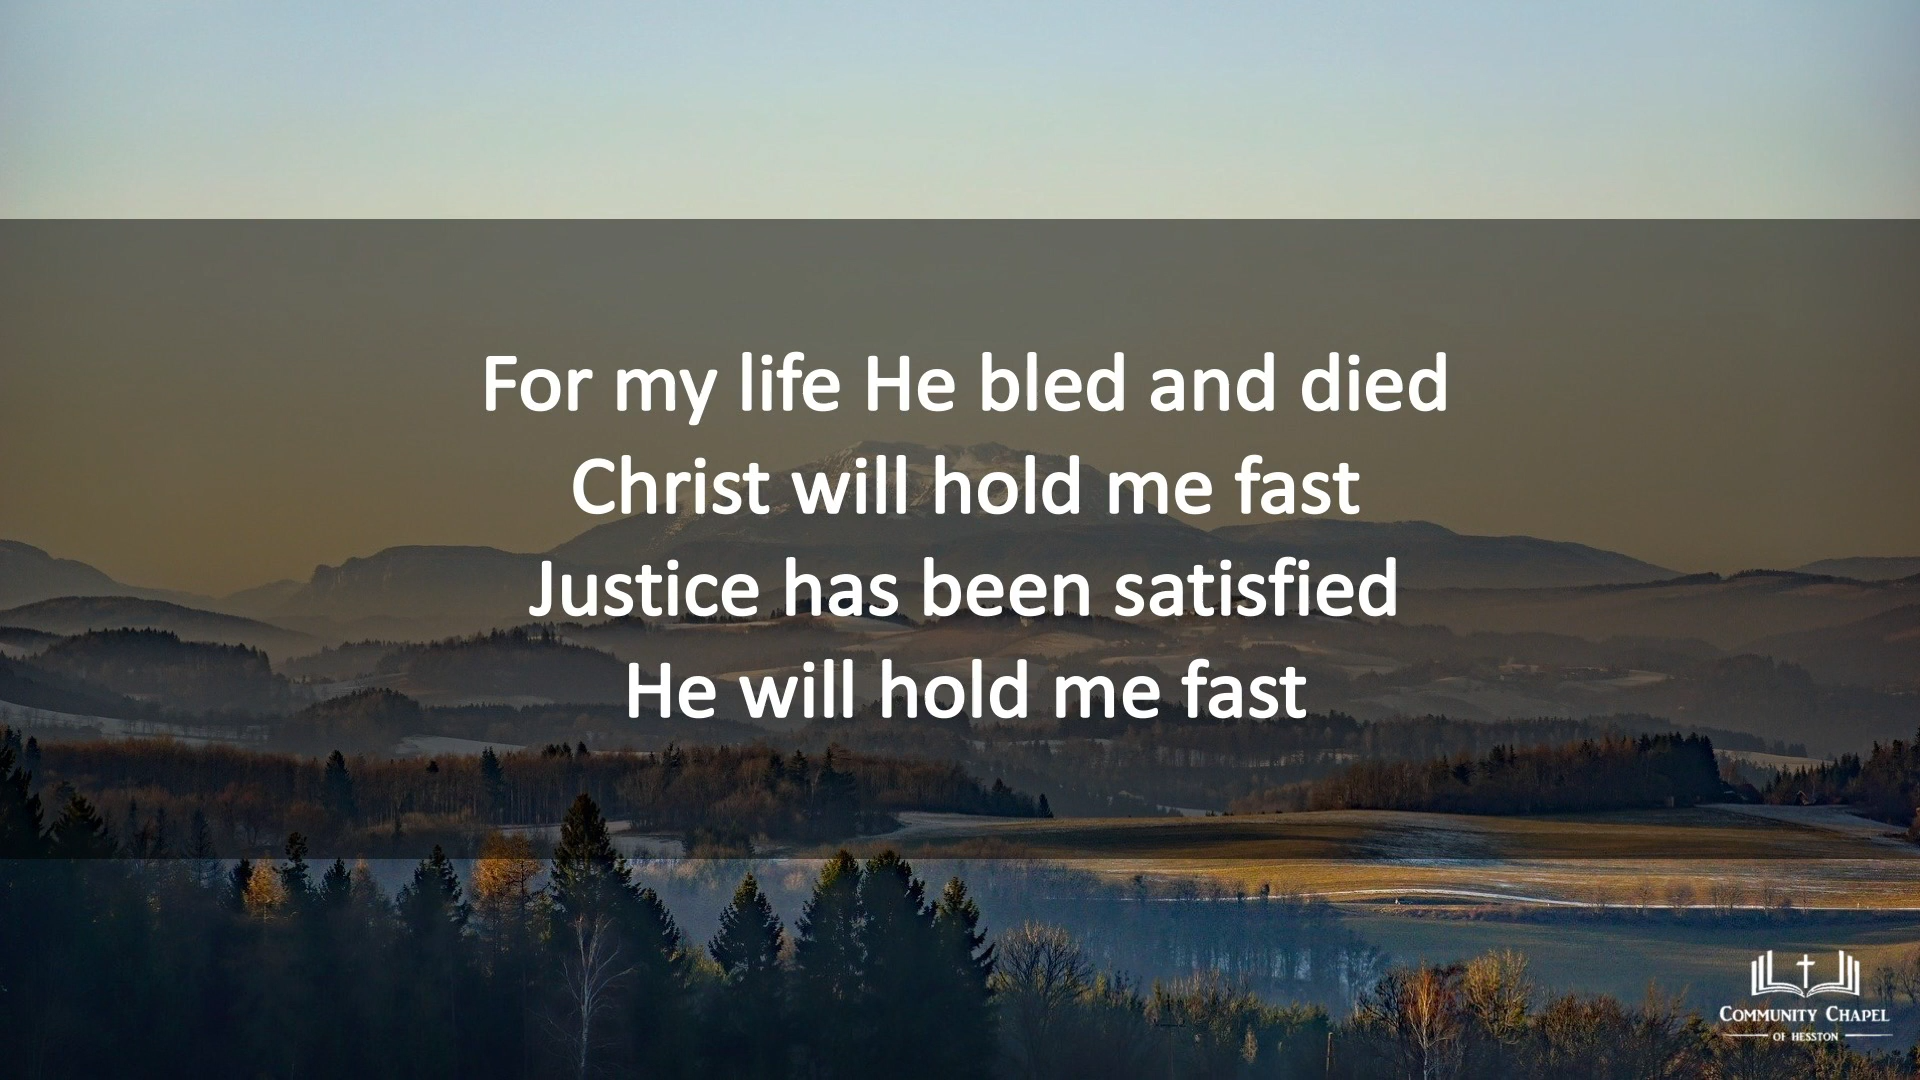 For my life He bled and died
Christ will hold me fast
Justice has been satisfied
He will hold me fast
COMMUNITY CHAPEL
OF HESSTON